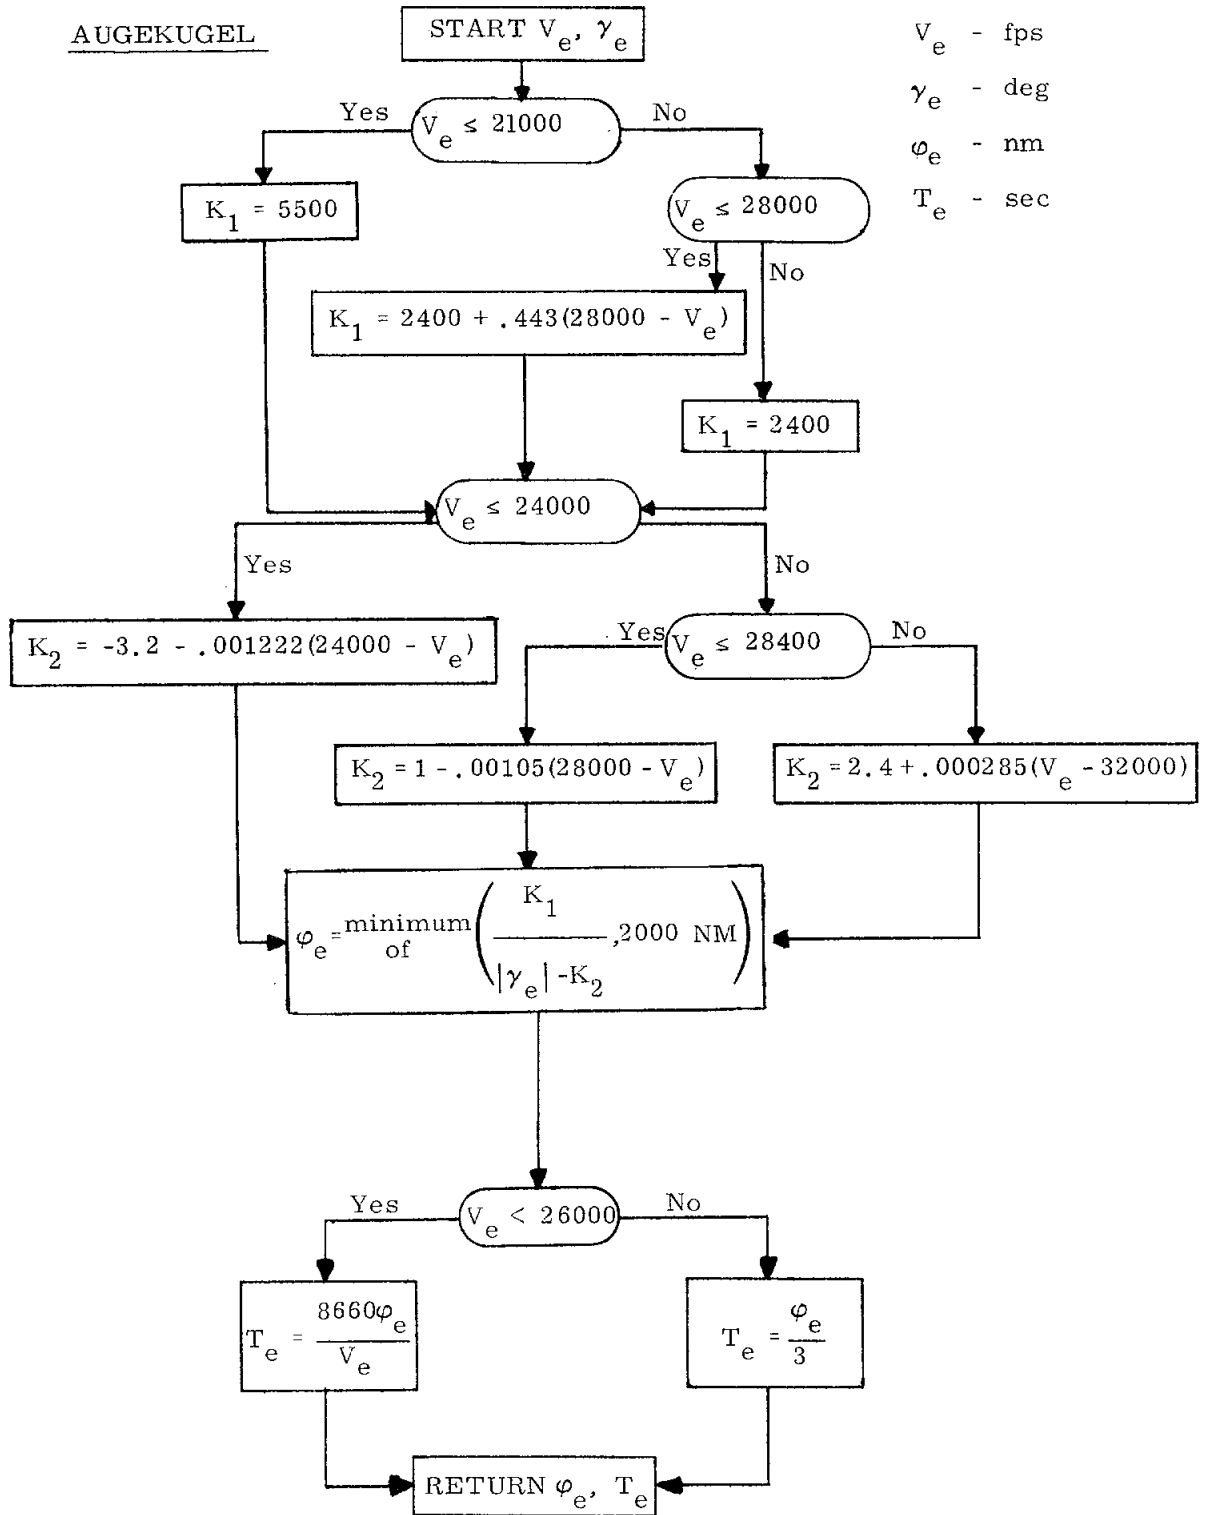 AUGEKUGEL
START V_e, γ_e
V_e - fps
γ_e - deg
φ_e - nm
T_e - sec
V_e ≤ 21000
Yes
No
K_1 = 5500
V_e ≤ 28000
Yes
No
K_1 = 2400 + .443(28000 - V_e)
K_1 = 2400
V_e ≤ 24000
Yes
No
K_2 = -3.2 - .001222(24000 - V_e)
V_e ≤ 28400
Yes
No
K_2 = 1 - .00105(28000 - V_e)
K_2 = 2.4 + .000285(V_e - 32000)
φ_e = minimum of (K_1 / (|γ_e| - K_2), 2000 NM)
V_e < 26000
Yes
No
T_e = 8660φ_e / V_e
T_e = φ_e / 3
RETURN φ_e, T_e